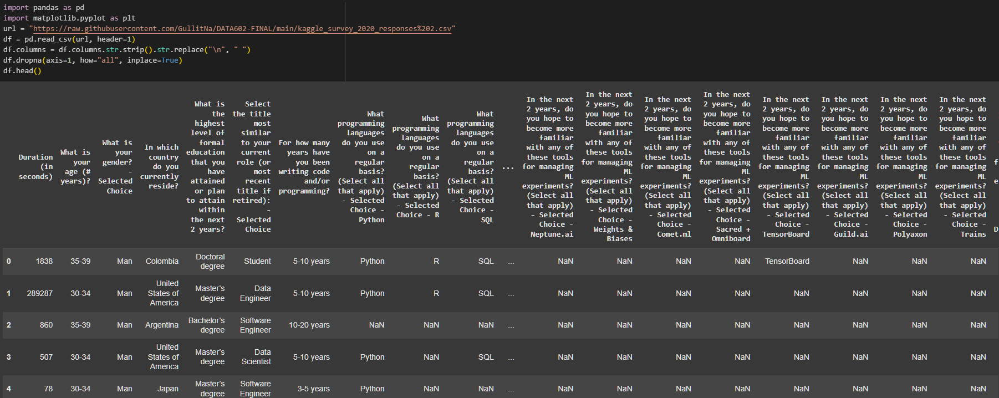 import pandas as pd
import matplotlib.pyplot as plt
url = "https://raw.githubusercontent.com/GullitNa/DATA602-FINAL/main/kaggle_survey_2020_responses%202.csv"
df = pd.read_csv(url, header=1)
df.columns = df.columns.str.strip().str.replace("\n", " ")
df.dropna(axis=1, how="all", inplace=True)
df.head()
Duration (in seconds) What is your age (# years)? What is your gender? - Selected Choice In which country do you currently reside? What is the highest level of formal education that you have attained or plan to attain within the next 2 years? Select the title most similar to your current role (or most recent title if retired): - Selected Choice For how many years have you been writing code and/or programming? What programming languages do you use on a regular basis? (Select all that apply) - Selected Choice - Python What programming languages do you use on a regular basis? (Select all that apply) - Selected Choice - R What programming languages do you use on a regular basis? (Select all that apply) - Selected Choice - SQL ... In the next 2 years, do you hope to become more familiar with any of these tools for managing ML experiments? (Select all that apply) - Selected Choice - Neptune.ai In the next 2 years, do you hope to become more familiar with any of these tools for managing ML experiments? (Select all that apply) - Selected Choice - Weights & Biases In the next 2 years, do you hope to become more familiar with any of these tools for managing ML experiments? (Select all that apply) - Selected Choice - Comet.ml In the next 2 years, do you hope to become more familiar with any of these tools for managing ML experiments? (Select all that apply) - Selected Choice - Sacred + Omniboard In the next 2 years, do you hope to become more familiar with any of these tools for managing ML experiments? (Select all that apply) - Selected Choice - TensorBoard In the next 2 years, do you hope to become more familiar with any of these tools for managing ML experiments? (Select all that apply) - Selected Choice - Guild.ai In the next 2 years, do you hope to become more familiar with any of these tools for managing ML experiments? (Select all that apply) - Selected Choice - Polyaxon In the next 2 years, do you hope to become more familiar with any of these tools for managing ML experiments? (Select all that apply) - Selected Choice - Trains
0 1838 35-39 Man Colombia Doctoral degree Student 5-10 years Python R SQL ... NaN NaN NaN NaN TensorBoard NaN NaN NaN
1 289287 30-34 Man United States of America Master's degree Data Engineer 5-10 years Python R SQL ... NaN NaN NaN NaN NaN NaN NaN NaN
2 860 35-39 Man Argentina Bachelor's degree Software Engineer 10-20 years NaN NaN NaN ... NaN NaN NaN NaN NaN NaN NaN NaN
3 507 30-34 Man United States of America Master's degree Data Scientist 5-10 years Python NaN SQL ... NaN NaN NaN NaN NaN NaN NaN NaN
4 78 30-34 Man Japan Master's degree Software Engineer 3-5 years Python NaN NaN ... NaN NaN NaN NaN NaN NaN NaN NaN